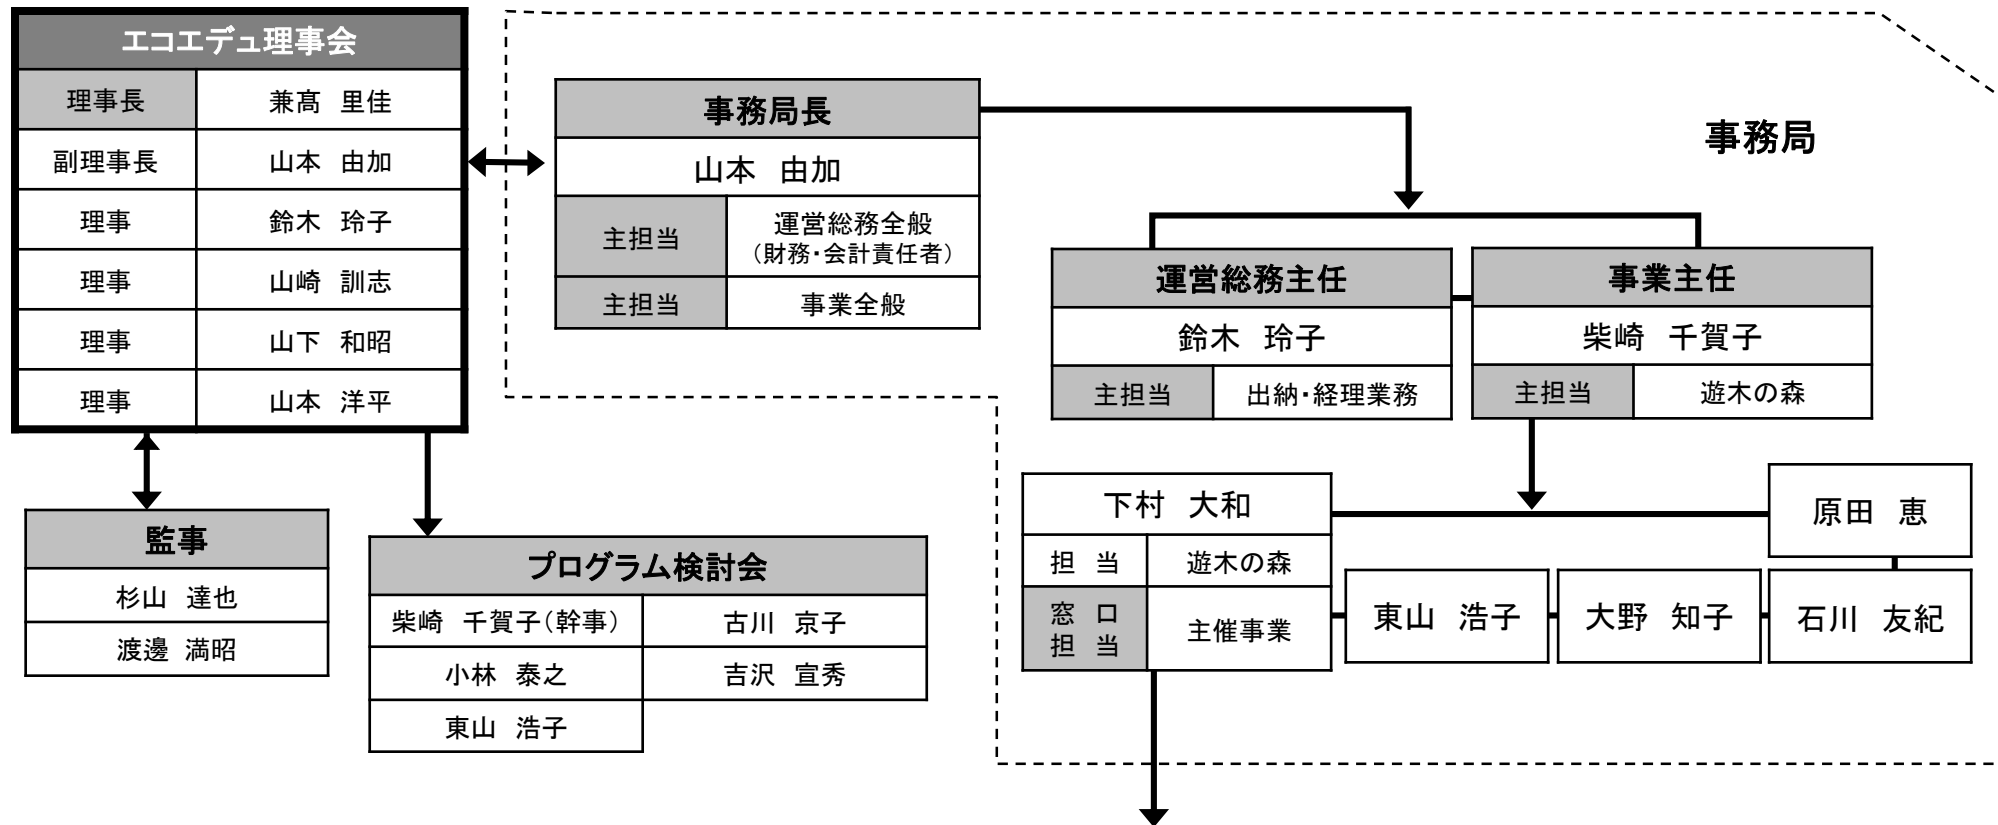 エコエデュ理事会
理事長 兼髙 里佳
副理事長 山本 由加
理事 鈴木 玲子
理事 山崎 訓志
理事 山下 和昭
理事 山本 洋平
監事
杉山 達也
渡邊 満昭
プログラム検討会
柴崎 千賀子(幹事) 古川 京子
小林 泰之 吉沢 宣秀
東山 浩子
事務局長
山本 由加
主担当 運営総務全般
(財務・会計責任者)
主担当 事業全般
事務局
運営総務主任
鈴木 玲子
主担当 出納・経理業務
事業主任
柴崎 千賀子
主担当 遊木の森
下村 大和
担 当 遊木の森
窓 口
担 当
主催事業
原田 恵
東山 浩子
大野 知子
石川 友紀